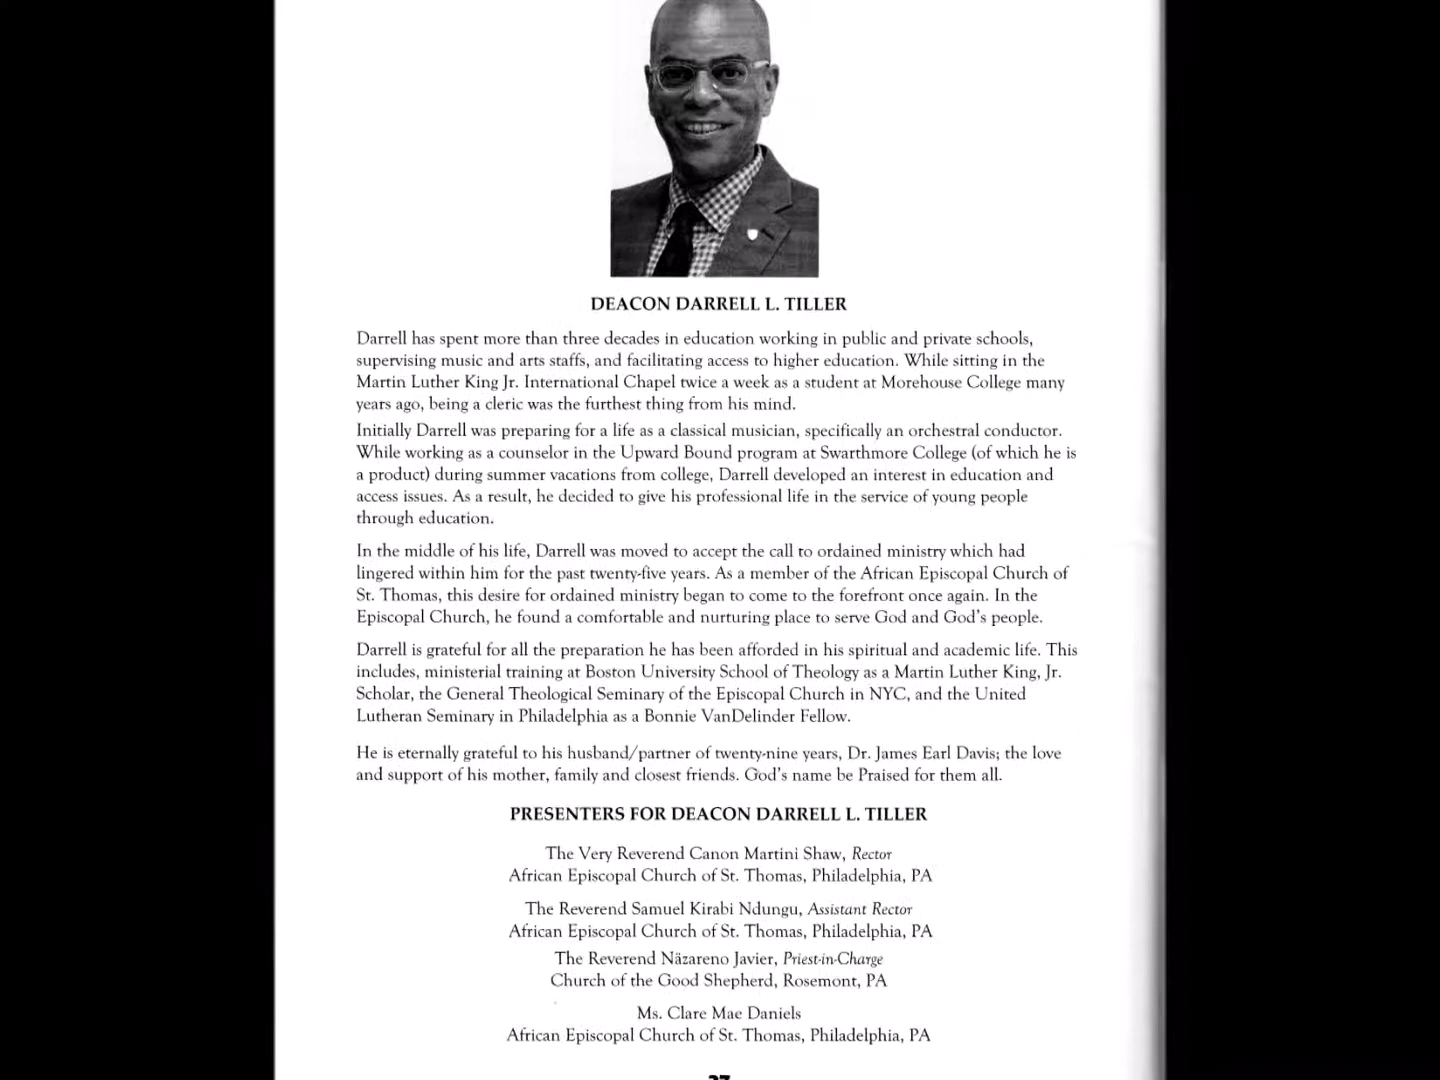 DEACON DARRELL L. TILLER
Darrell has spent more than three decades in education working in public and private schools,
supervising music and arts staffs, and facilitating access to higher education. While sitting in the
Martin Luther King Jr. International Chapel twice a week as a student at Morehouse College many
years ago, being a cleric was the furthest thing from his mind.
Initially Darrell was preparing for a life as a classical musician, specifically an orchestral conductor.
While working as a counselor in the Upward Bound program at Swarthmore College (of which he is
a product) during summer vacations from college, Darrell developed an interest in education and
access issues. As a result, he decided to give his professional life in the service of young people
through education.
In the middle of his life, Darrell was moved to accept the call to ordained ministry which had
lingered within him for the past twenty-five years. As a member of the African Episcopal Church of
St. Thomas, this desire for ordained ministry began to come to the forefront once again. In the
Episcopal Church, he found a comfortable and nurturing place to serve God and God's people.
Darrell is grateful for all the preparation he has been afforded in his spiritual and academic life. This
includes, ministerial training at Boston University School of Theology as a Martin Luther King, Jr.
Scholar, the General Theological Seminary of the Episcopal Church in NYC, and the United
Lutheran Seminary in Philadelphia as a Bonnie VanDelinder Fellow.
He is eternally grateful to his husband/partner of twenty-nine years, Dr. James Earl Davis; the love
and support of his mother, family and closest friends. God's name be Praised for them all.
PRESENTERS FOR DEACON DARRELL L. TILLER
The Very Reverend Canon Martini Shaw, Rector
African Episcopal Church of St. Thomas, Philadelphia, PA
The Reverend Samuel Kirabi Ndungu, Assistant Rector
African Episcopal Church of St. Thomas, Philadelphia, PA
The Reverend Näzareno Javier, Priest-in-Charge
Church of the Good Shepherd, Rosemont, PA
Ms. Clare Mae Daniels
African Episcopal Church of St. Thomas, Philadelphia, PA